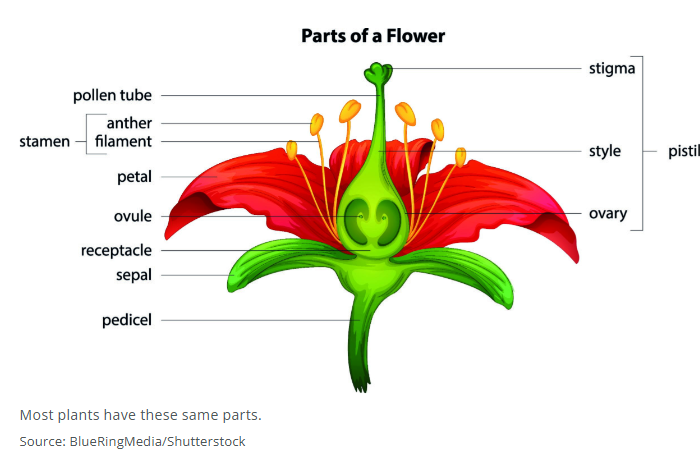 Parts of a Flower
stigma
pollen tube
anther
stamen
filament
style
pistil
petal
ovule
ovary
receptacle
sepal
pedicel
Most plants have these same parts.
Source: BlueRingMedia/Shutterstock